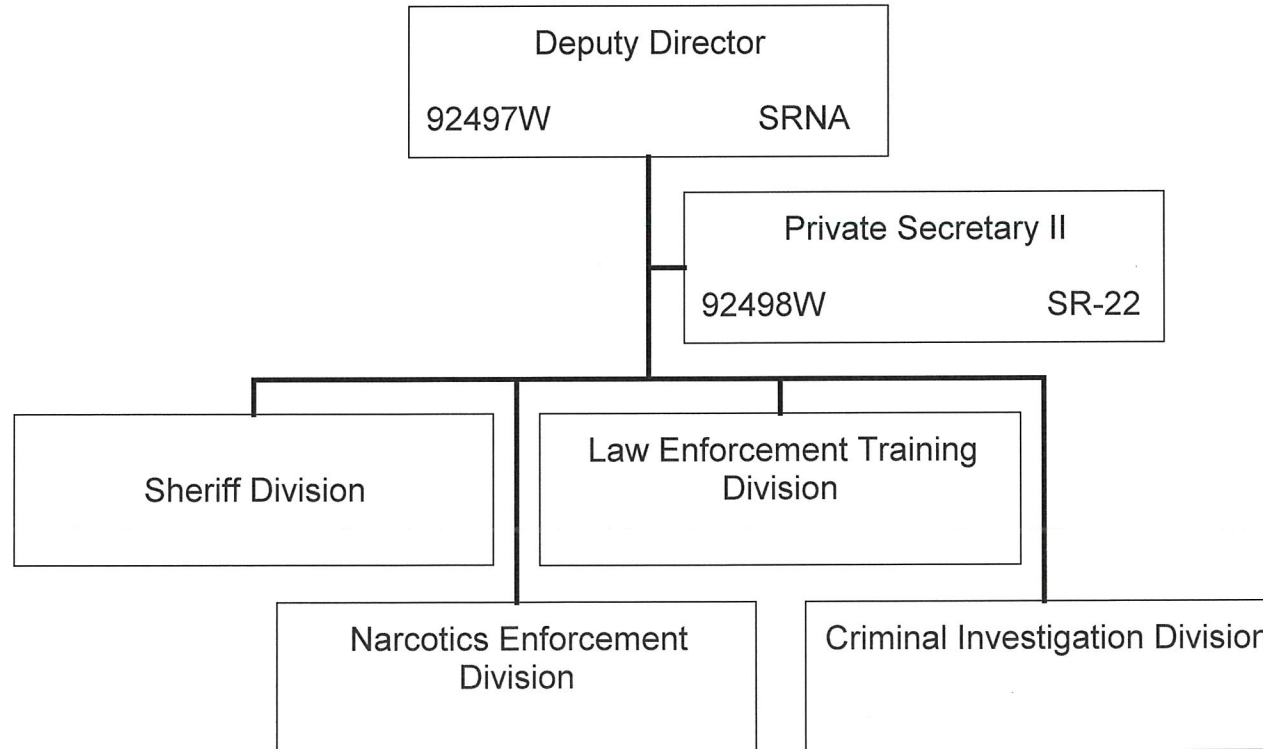 Deputy Director
92497W SRNA
Private Secretary II
92498W SR-22
Sheriff Division
Law Enforcement Training
Division
Narcotics Enforcement
Division
Criminal Investigation Division